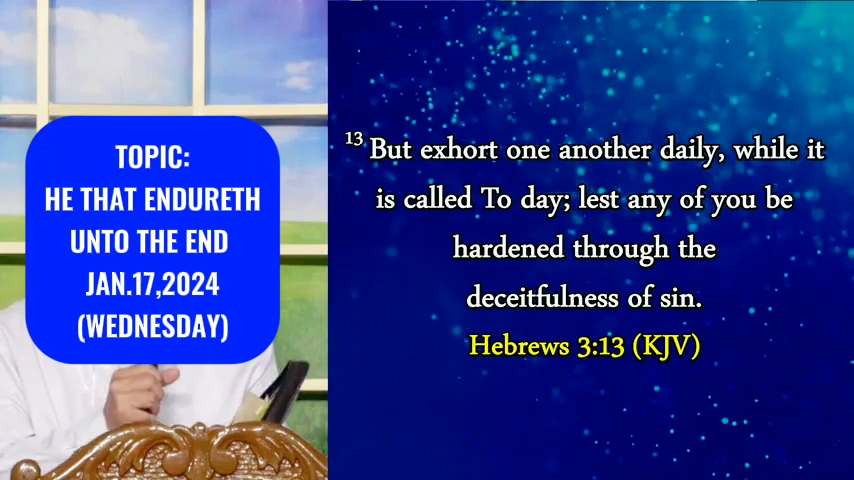 TOPIC:
HE THAT ENDURETH
UNTO THE END
JAN.17,2024
(WEDNESDAY)
13 But exhort one another daily, while it
is called To day; lest any of you be
hardened through the
deceitfulness of sin.
Hebrews 3:13 (KJV)